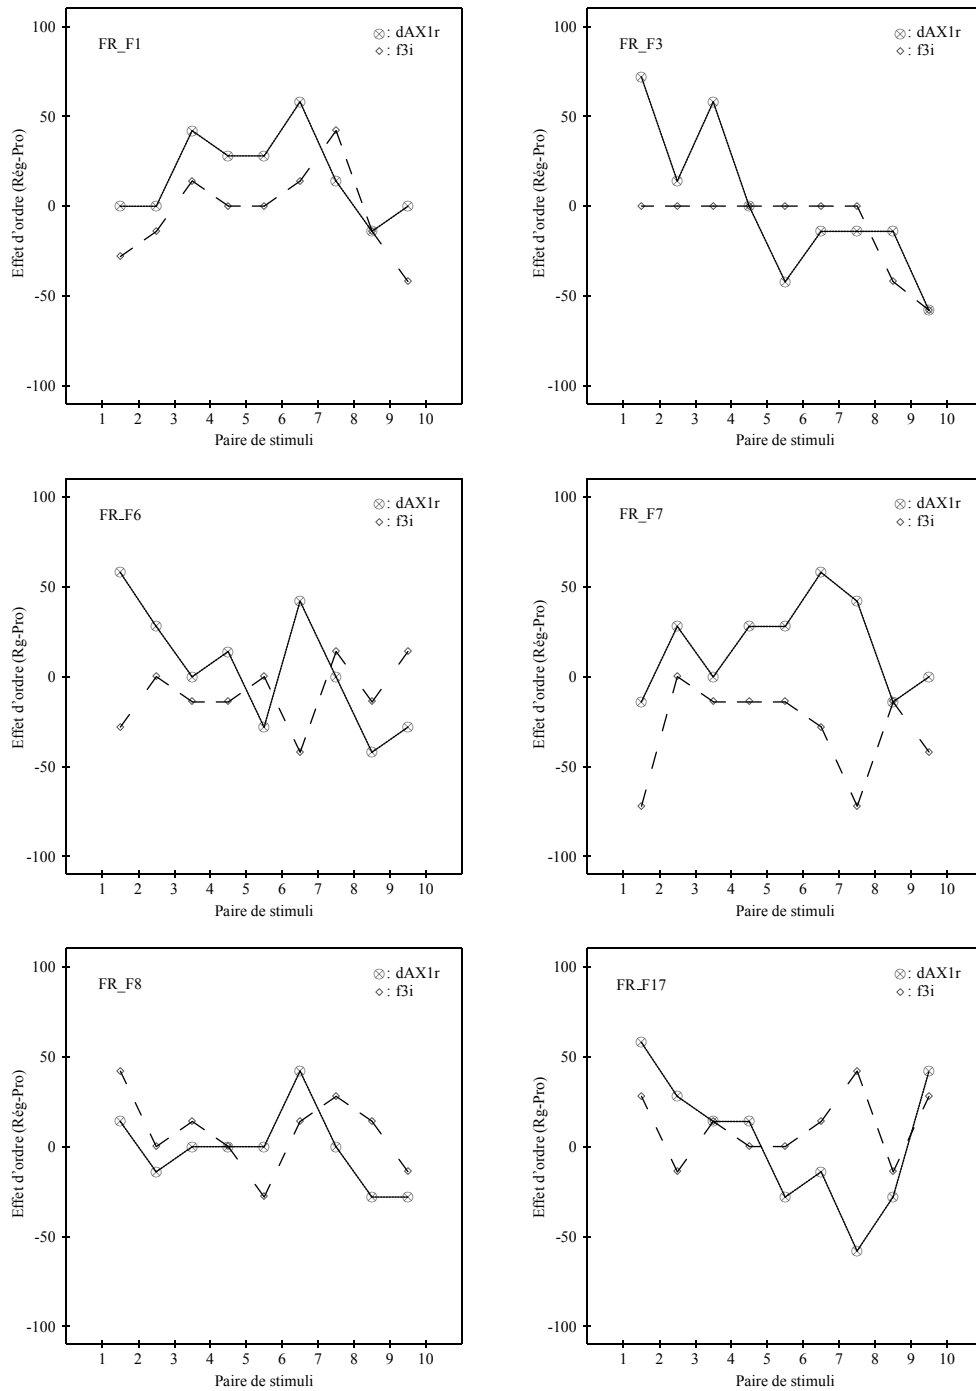 FR_F1
⊗: dAX1r
◇: f3i
Effet d'ordre (Rég-Pro)
100
50
0
-50
-100
1 2 3 4 5 6 7 8 9 10
Paire de stimuli
FR_F3
⊗: dAX1r
◇: f3i
Effet d'ordre (Rég-Pro)
100
50
0
-50
-100
1 2 3 4 5 6 7 8 9 10
Paire de stimuli
FR_F6
⊗: dAX1r
◇: f3i
Effet d'ordre (Rg-Pro)
100
50
0
-50
-100
1 2 3 4 5 6 7 8 9 10
Paire de stimuli
FR_F7
⊗: dAX1r
◇: f3i
Effet d'ordre (Rég-Pro)
100
50
0
-50
-100
1 2 3 4 5 6 7 8 9 10
Paire de stimuli
FR_F8
⊗: dAX1r
◇: f3i
Effet d'ordre (Rég-Pro)
100
50
0
-50
-100
1 2 3 4 5 6 7 8 9 10
Paire de stimuli
FR_F17
⊗: dAX1r
◇: f3i
Effet d'ordre (Rg-Pro)
100
50
0
-50
-100
1 2 3 4 5 6 7 8 9 10
Paire de stimuli